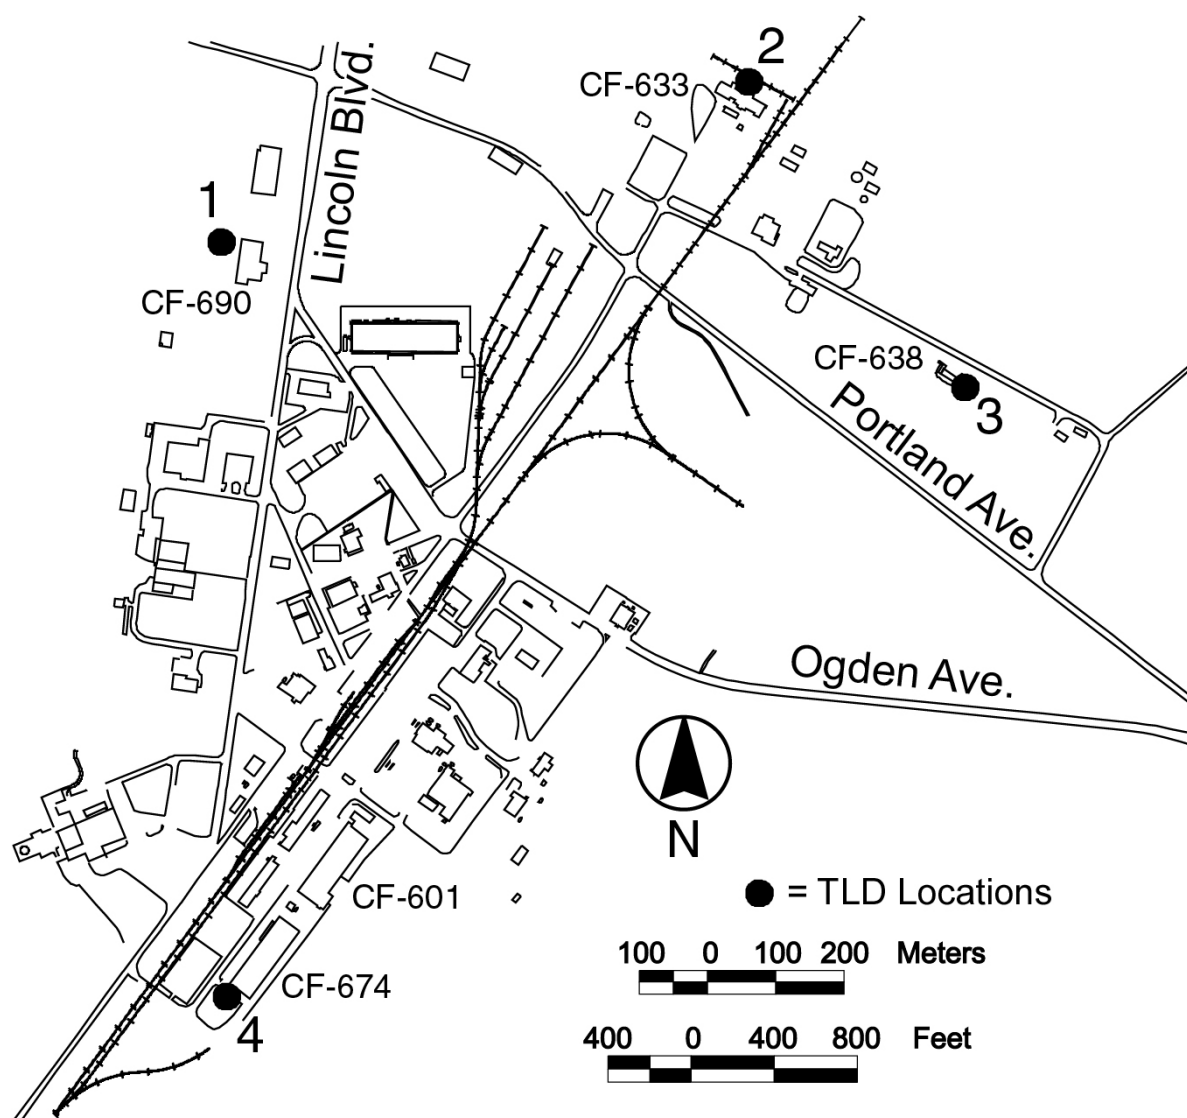 2
CF-633
Lincoln Blvd.
1
CF-690
CF-638
3
Portland Ave.
Ogden Ave.
N
= TLD Locations
CF-601
100 0 100 200 Meters
CF-674
4
400 0 400 800 Feet